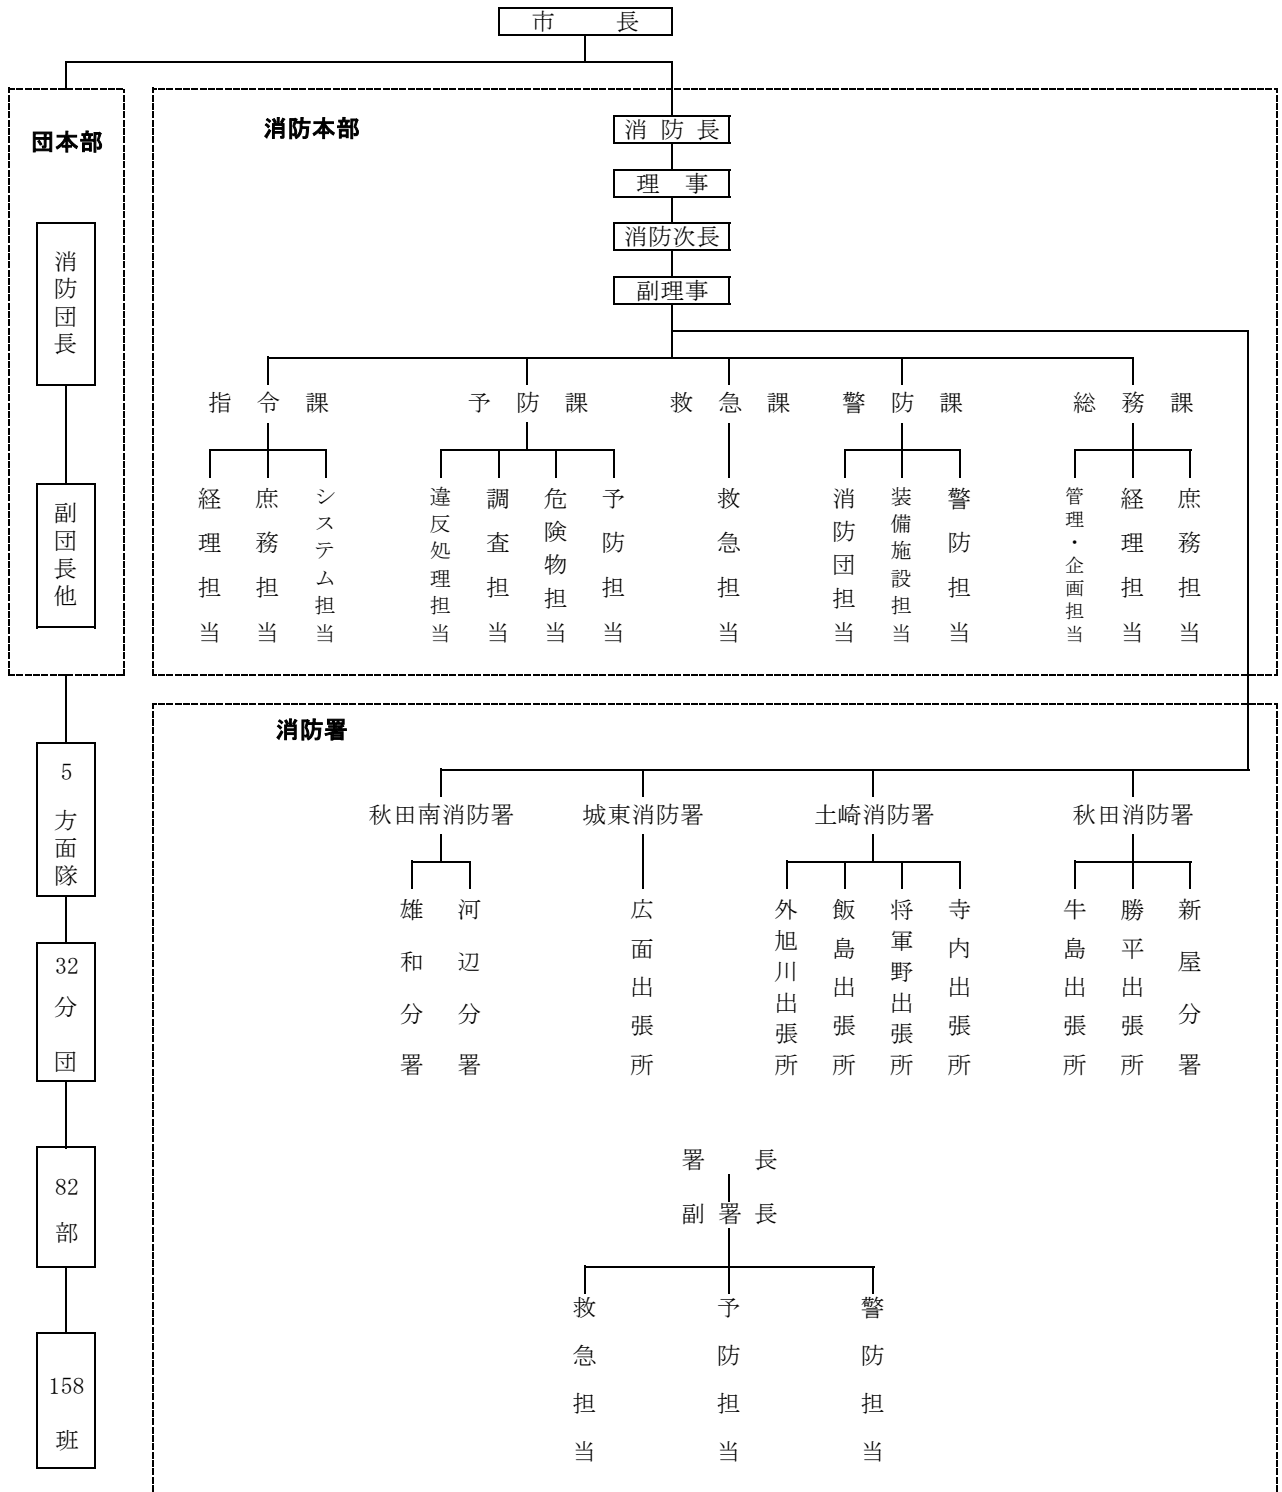 市長
団本部
消防団長
副団長他
5方面隊
32分団
82部
158班
消防本部
消防長
理事
消防次長
副理事
指令課
予防課
救急課
警防課
総務課
経理担当
庶務担当
システム担当
違反処理担当
調査担当
危険物担当
予防担当
救急担当
消防団担当
装備施設担当
警防担当
管理・企画担当
経理担当
庶務担当
消防署
秋田南消防署
城東消防署
土崎消防署
秋田消防署
雄和分署
河辺分署
広面出張所
外旭川出張所
飯島出張所
将軍野出張所
寺内出張所
牛島出張所
勝平出張所
新屋分署
署長
副署長
救急担当
予防担当
警防担当